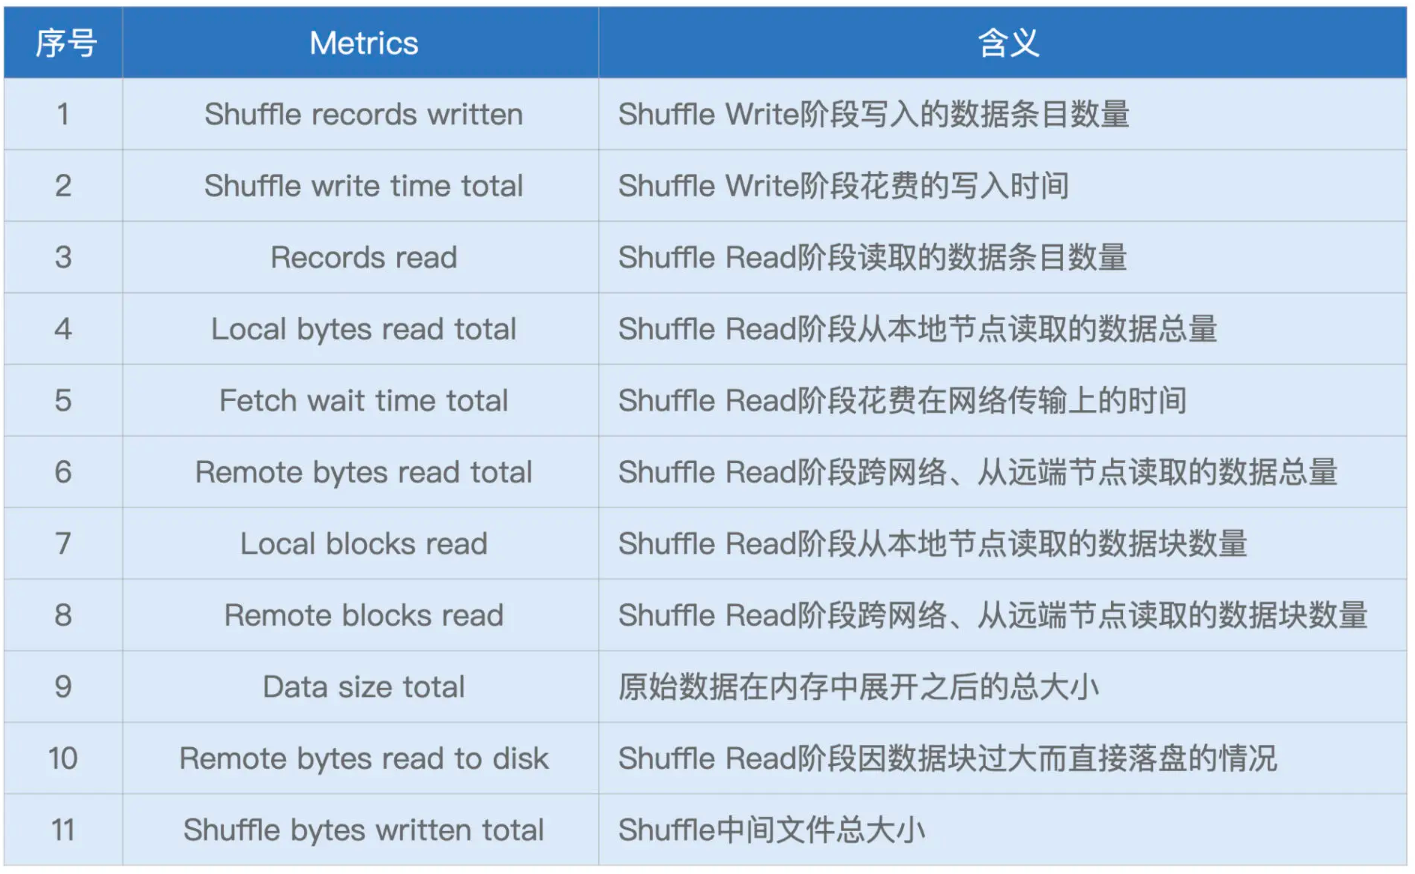 序号 Metrics 含义
1 Shuffle records written Shuffle Write阶段写入的数据条目数量
2 Shuffle write time total Shuffle Write阶段花费的写入时间
3 Records read Shuffle Read阶段读取的数据条目数量
4 Local bytes read total Shuffle Read阶段从本地节点读取的数据总量
5 Fetch wait time total Shuffle Read阶段花费在网络传输上的时间
6 Remote bytes read total Shuffle Read阶段跨网络、从远端节点读取的数据总量
7 Local blocks read Shuffle Read阶段从本地节点读取的数据块数量
8 Remote blocks read Shuffle Read阶段跨网络、从远端节点读取的数据块数量
9 Data size total 原始数据在内存中展开之后的总大小
10 Remote bytes read to disk Shuffle Read阶段因数据块过大而直接落盘的情况
11 Shuffle bytes written total Shuffle中间文件总大小